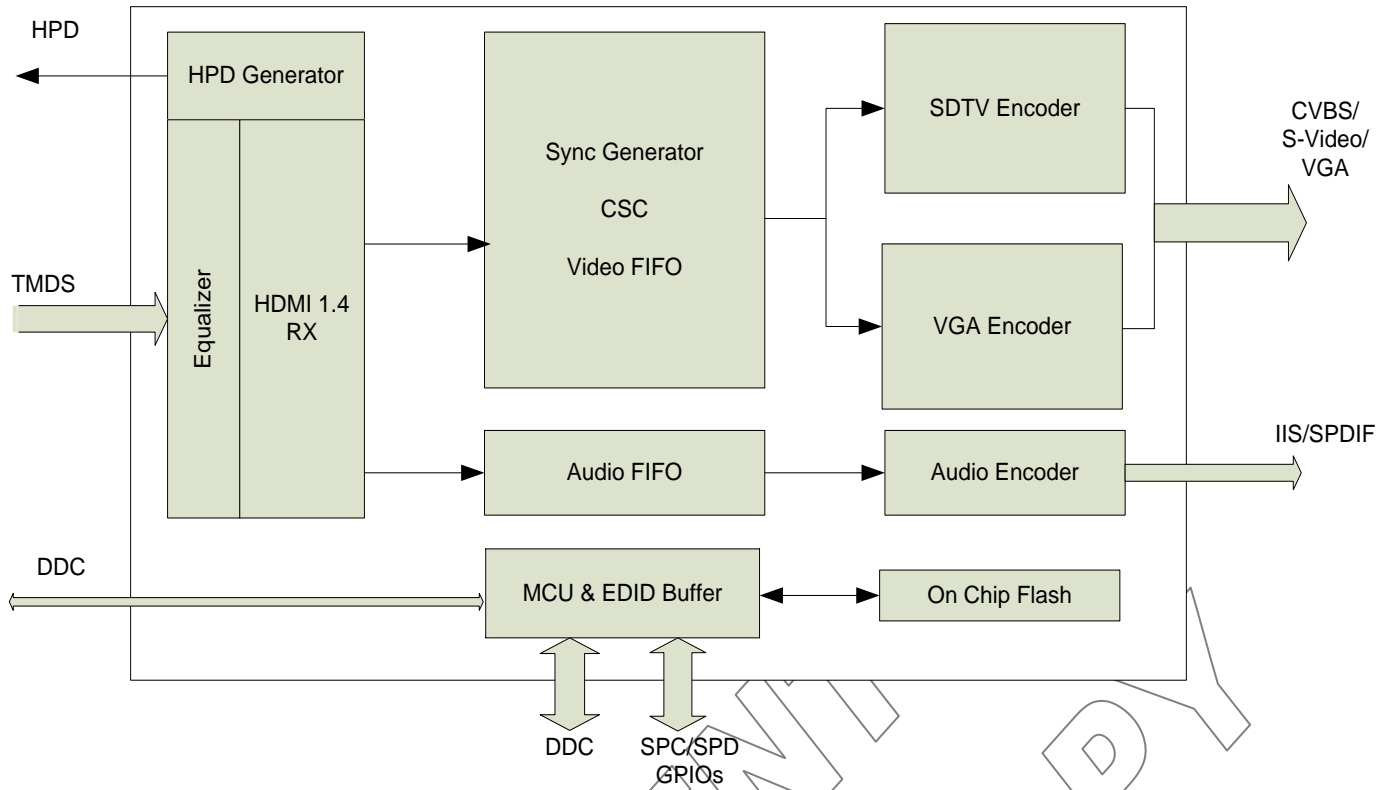 HPD
HPD Generator
SDTV Encoder
CVBS/
S-Video/
VGA
Sync Generator
CSC
Video FIFO
TMDS
Equalizer
HDMI 1.4
RX
VGA Encoder
IIS/SPDIF
Audio FIFO
Audio Encoder
DDC
MCU & EDID Buffer
On Chip Flash
DDC
SPC/SPD
GPIOs